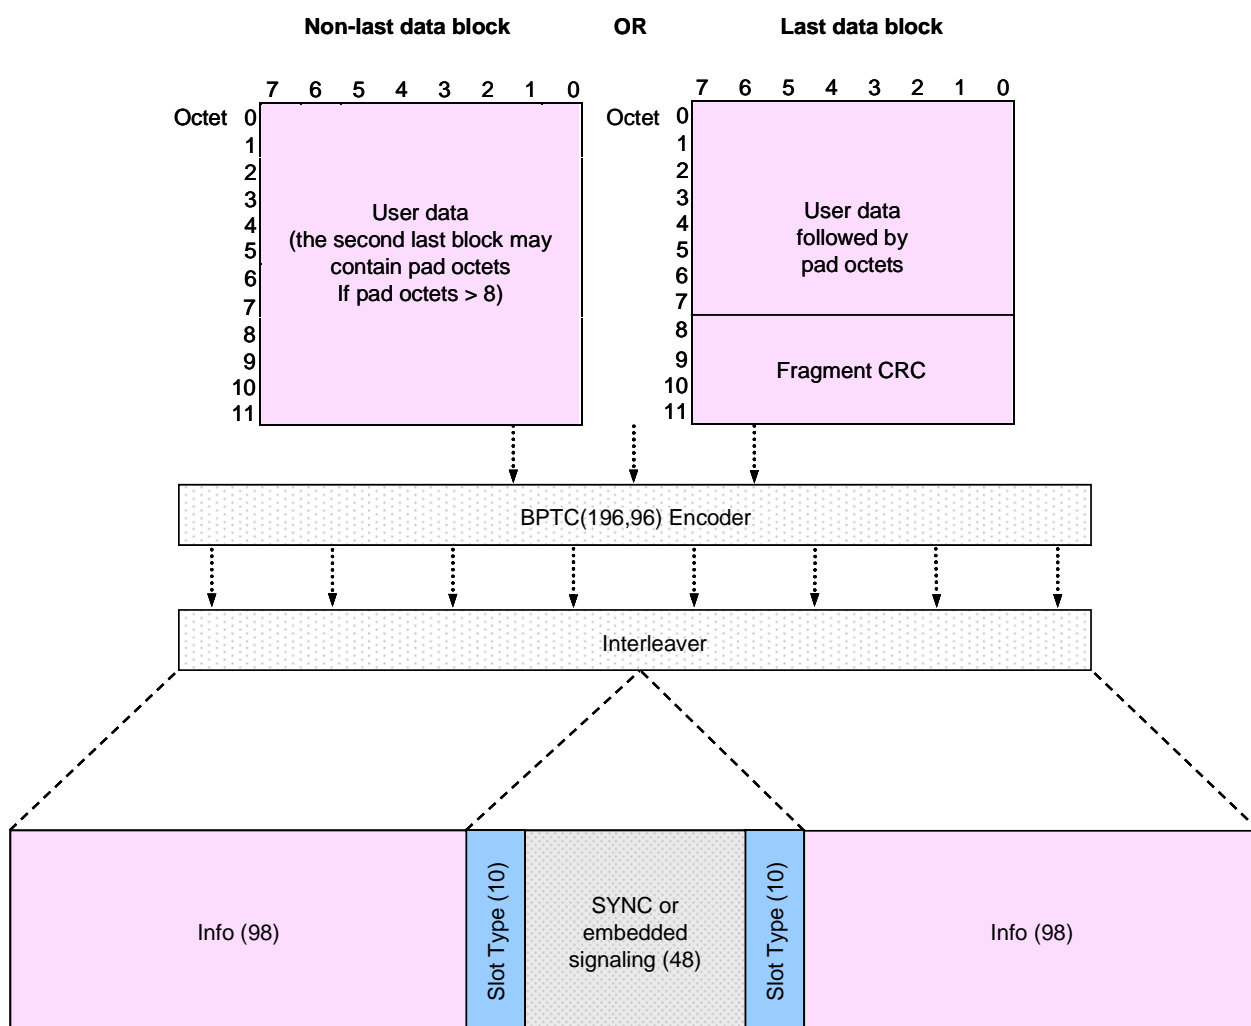 Non-last data block OR Last data block
7 6 5 4 3 2 1 0 7 6 5 4 3 2 1 0
Octet 0 Octet 0
1 1
2 2
3 3
4 4
5 5
6 6
7 7
8 8
9 9
10 10
11 11
User data
(the second last block may
contain pad octets
If pad octets > 8)
User data
followed by
pad octets
Fragment CRC
BPTC(196,96) Encoder
Interleaver
Info (98)
Slot Type (10)
SYNC or
embedded
signaling (48)
Slot Type (10)
Info (98)